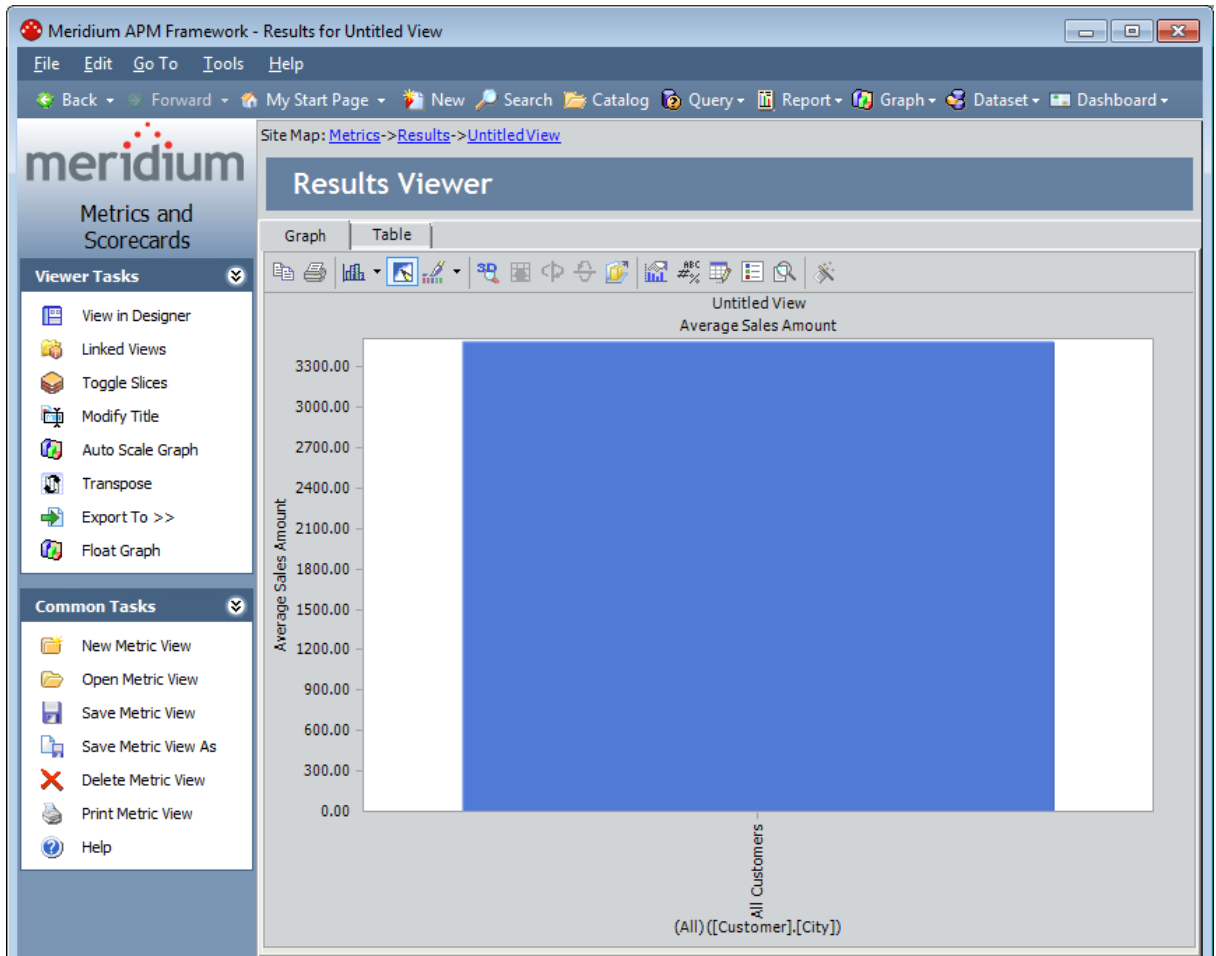 Meridium APM Framework - Results for Untitled View
File Edit Go To Tools Help
Back Forward My Start Page New Search Catalog Query Report Graph Dataset Dashboard
meridium
Metrics and
Scorecards
Viewer Tasks
View in Designer
Linked Views
Toggle Slices
Modify Title
Auto Scale Graph
Transpose
Export To >>
Float Graph
Common Tasks
New Metric View
Open Metric View
Save Metric View
Save Metric View As
Delete Metric View
Print Metric View
Help
Site Map: Metrics->Results->Untitled View
Results Viewer
Graph Table
3D ABC #%
Untitled View
Average Sales Amount
Average Sales Amount
3300.00
3000.00
2700.00
2400.00
2100.00
1800.00
1500.00
1200.00
900.00
600.00
300.00
0.00
All Customers
(All) ([Customer].[City])